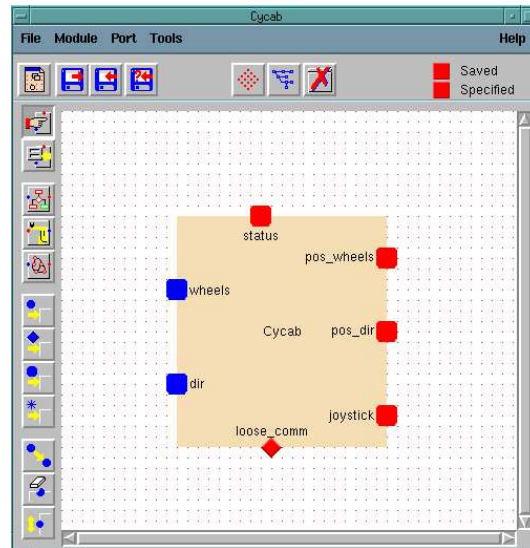 Cycab
File Module Port Tools Help
Saved
Specified
status
pos_wheels
wheels
Cycab
pos_dir
dir
joystick
loose_comm